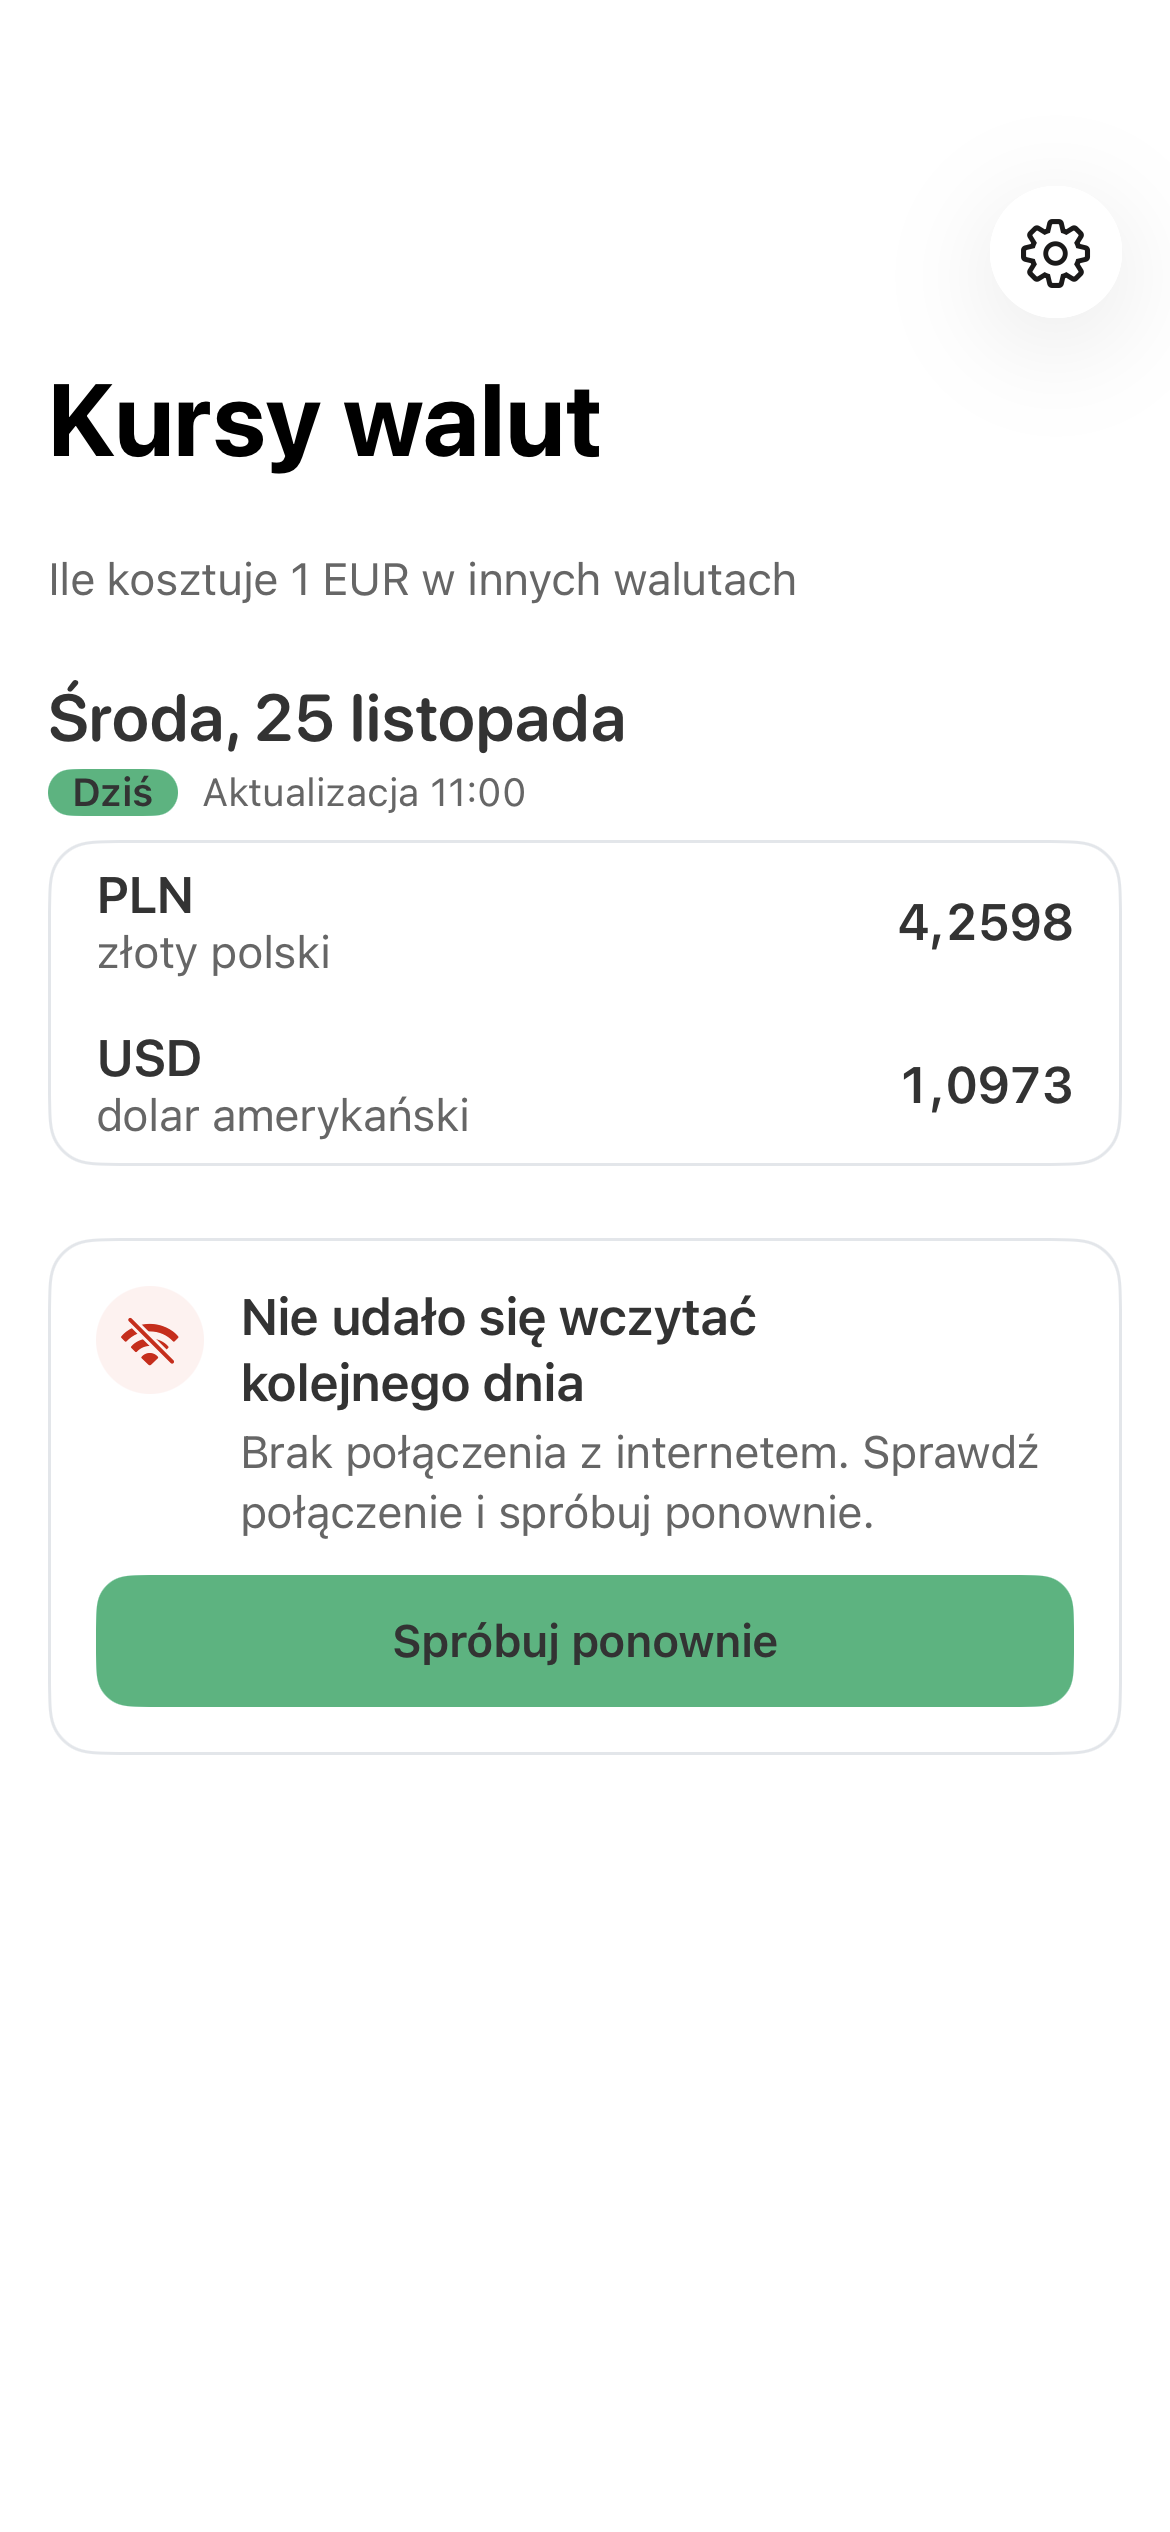 Kursy walut
Ile kosztuje 1 EUR w innych walutach
Środa, 25 listopada
Dziś Aktualizacja 11:00
PLN
złoty polski
4,2598
USD
dolar amerykański
1,0973
Nie udało się wczytać
kolejnego dnia
Brak połączenia z internetem. Sprawdź
połączenie i spróbuj ponownie.
Spróbuj ponownie